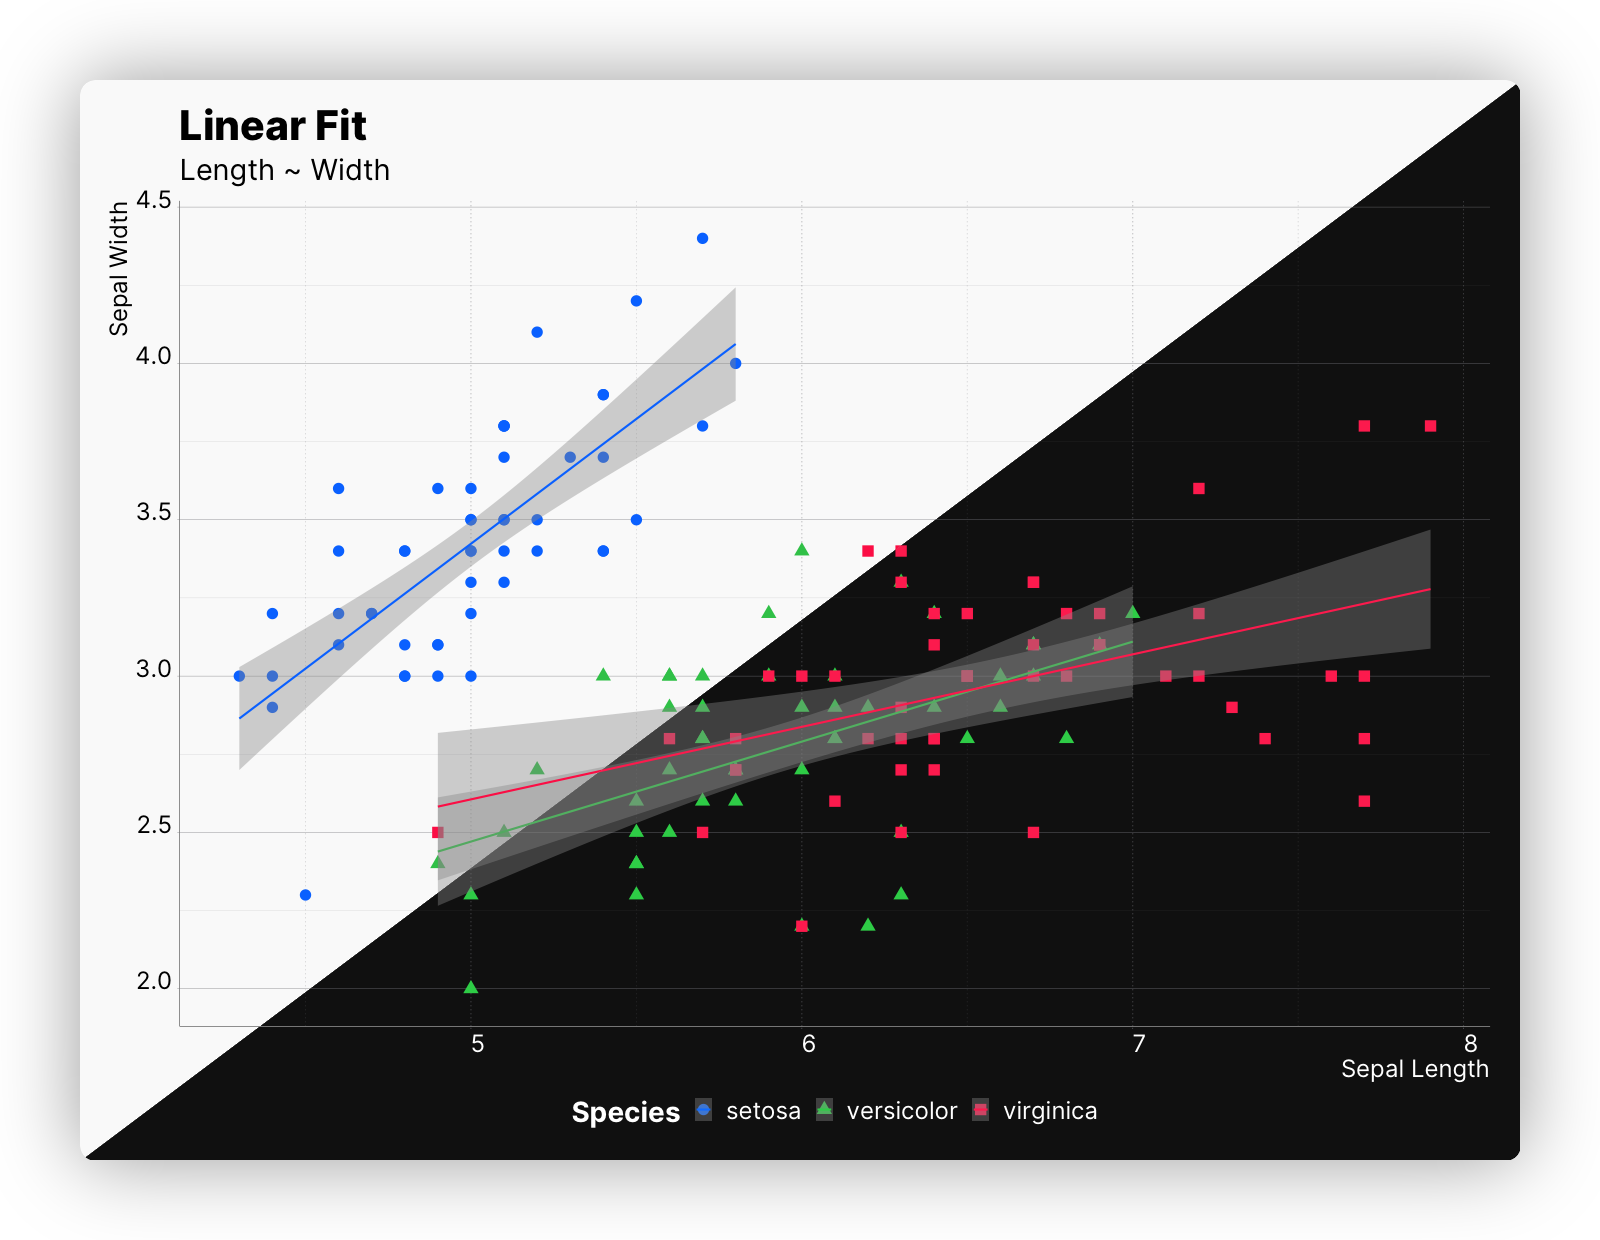 Linear Fit
Length ~ Width
Sepal Width
4.5
4.0
3.5
3.0
2.5
2.0
5 6 7 8
Sepal Length
Species setosa versicolor virginica